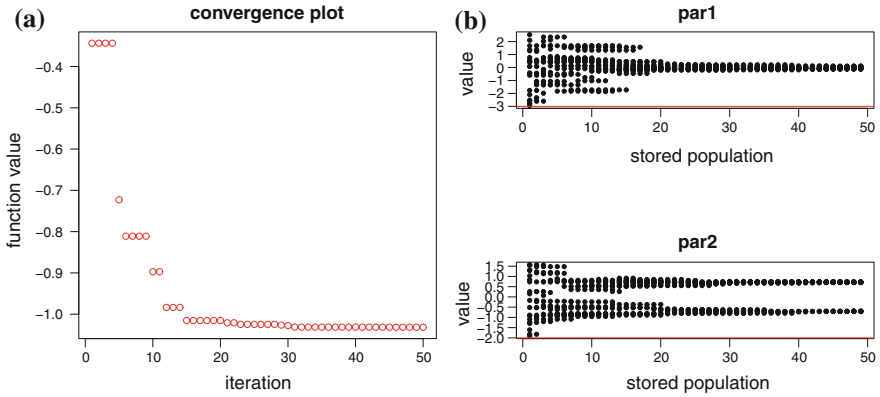 (a)
convergence plot
function value
−0.4
−0.5
−0.6
−0.7
−0.8
−0.9
−1.0
0 10 20 30 40 50
iteration
(b)
par1
value
2
1
0
−1
−2
−3
0 10 20 30 40 50
stored population
par2
value
1.5
1.0
0.5
0.0
−0.5
−1.0
−1.5
−2.0
0 10 20 30 40 50
stored population